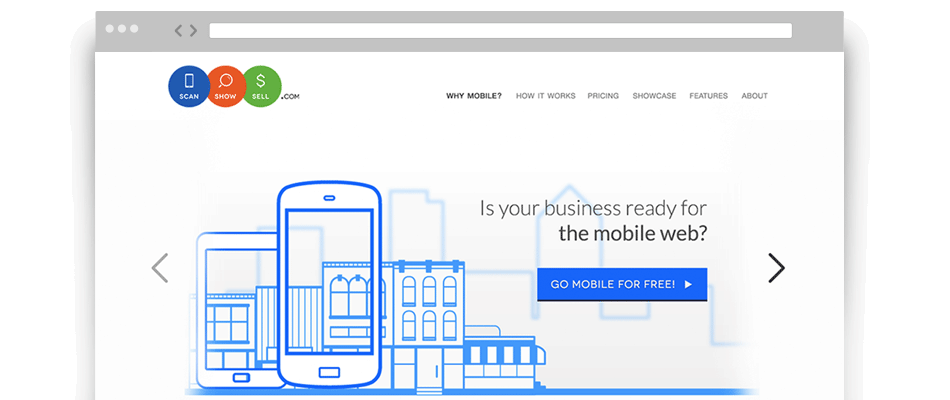 SCAN SHOW SELL .COM
WHY MOBILE? HOW IT WORKS PRICING SHOWCASE FEATURES ABOUT
Is your business ready for
the mobile web?
GO MOBILE FOR FREE!